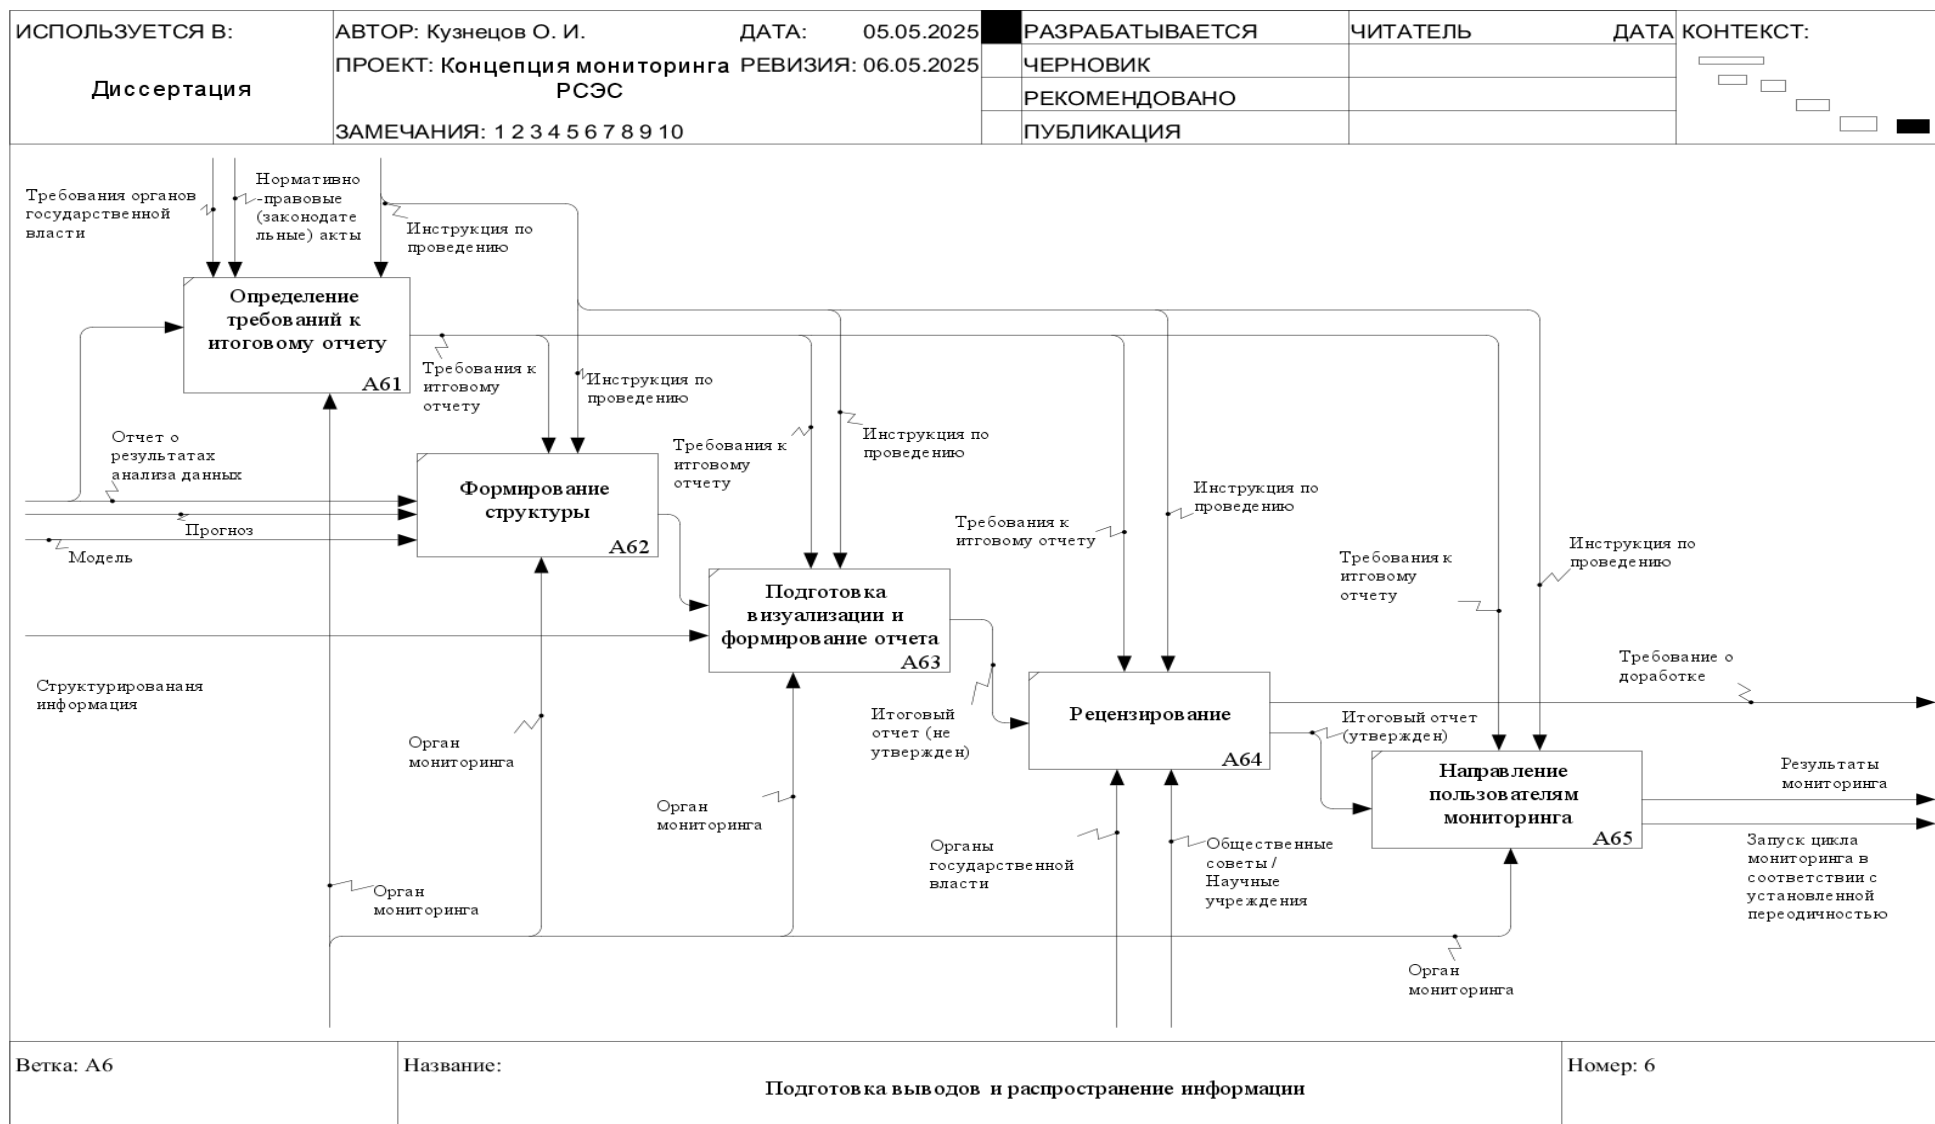 ИСПОЛЬЗУЕТСЯ В:
Диссертация
АВТОР: Кузнецов О. И.
ДАТА: 05.05.2025
ПРОЕКТ: Концепция мониторинга
РСЭС
РЕВИЗИЯ: 06.05.2025
ЗАМЕЧАНИЯ: 1 2 3 4 5 6 7 8 9 10
РАЗРАБАТЫВАЕТСЯ
ЧЕРНОВИК
РЕКОМЕНДОВАНО
ПУБЛИКАЦИЯ
ЧИТАТЕЛЬ
ДАТА
КОНТЕКСТ:
Требования органов
государственной
власти
Нормативно
-правовые
(законодате
льные) акты
Инструкция по
проведению
Определение
требований к
итоговому отчету
А61
Требования к
итговому
отчету
Инструкция по
проведению
Отчет о
результатах
анализа данных
Прогноз
Модель
Формирование
структуры
А62
Требования к
итговому
отчету
Инструкция по
проведению
Структурировананя
информация
Подготовка
визуализации и
формирование отчета
А63
Требования к
итговому отчету
Инструкция по
проведению
Итоговый
отчет (не
утвержден)
Рецензирование
А64
Требования к
итговому
отчету
Инструкция по
проведению
Требование о
доработке
Итоговый отчет
(утвержден)
Направление
пользователям
мониторинга
А65
Результаты
мониторинга
Запуск цикла
мониторинга в
соответствии с
установленной
переодичностью
Орган
мониторинга
Орган
мониторинга
Орган
мониторинга
Органы
государственной
власти
Общественные
советы /
Научные
учреждения
Орган
мониторинга
Ветка: А6
Название:
Подготовка выводов и распространение информации
Номер: 6